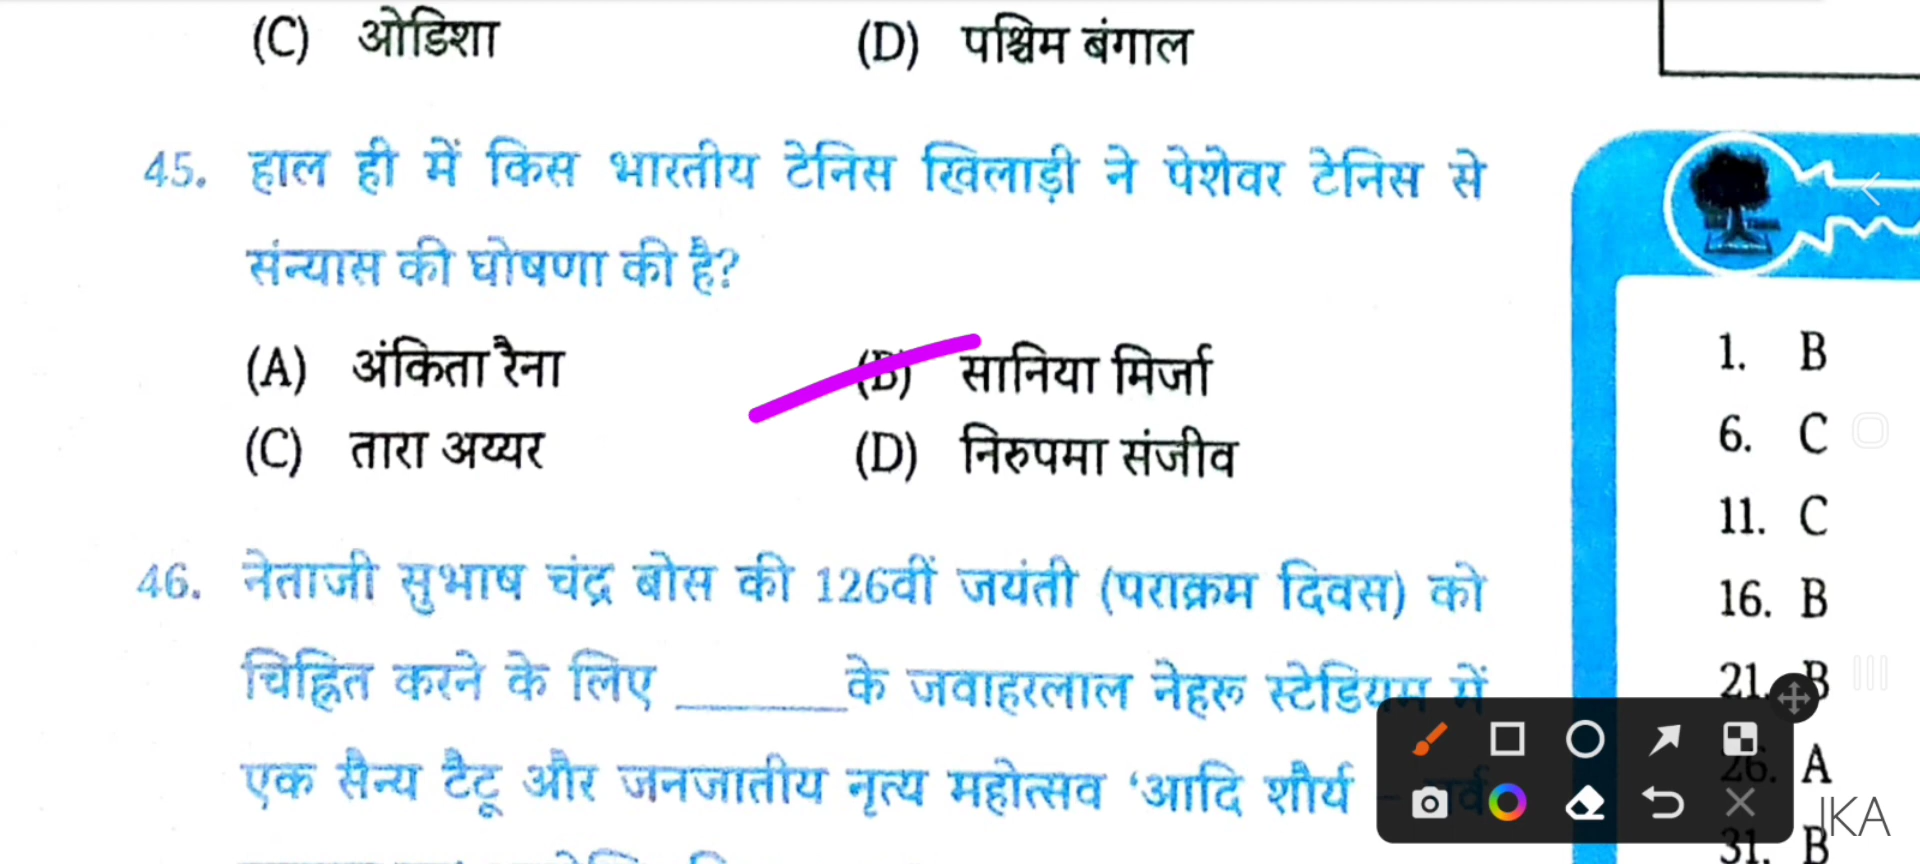 (C) ओडिशा (D) पश्चिम बंगाल
45. हाल ही में किस भारतीय टेनिस खिलाड़ी ने पेशेवर टेनिस से
संन्यास की घोषणा की है?
(A) अंकिता रैना (B) सानिया मिर्जा
(C) तारा अय्यर (D) निरुपमा संजीव
46. नेताजी सुभाष चंद्र बोस की 126वीं जयंती (पराक्रम दिवस) को
चिह्नित करने के लिए ______ के जवाहरलाल नेहरू स्टेडियम में
एक सैन्य टैटू और जनजातीय नृत्य महोत्सव ‘आदि शौर्य –
1. B
6. C
11. C
16. B
21. B
26. A
31. B